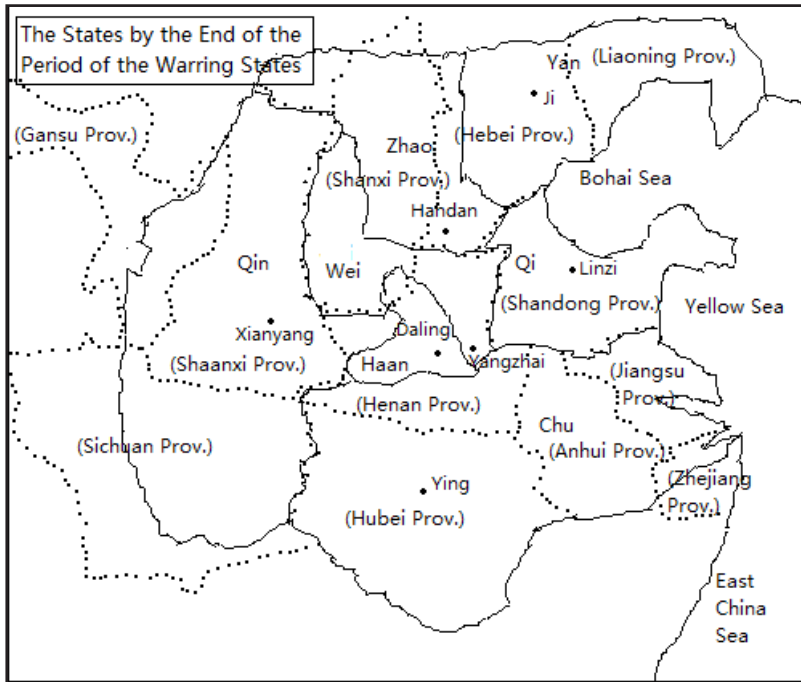 The States by the End of the
Period of the Warring States
Yan
(Liaoning Prov.)
Ji
(Gansu Prov.)
Zhao
(Hebei Prov.)
(Shanxi Prov.)
Bohai Sea
Handan
Qin
Wei
Qi
Linzi
(Shandong Prov.)
Yellow Sea
Xianyang
Daling
(Shaanxi Prov.)
Haan
Yangzhai
(Jiangsu
Prov.)
(Henan Prov.)
Chu
(Sichuan Prov.)
(Anhui Prov.)
Ying
(Zhejiang
Prov.)
(Hubei Prov.)
East
China
Sea